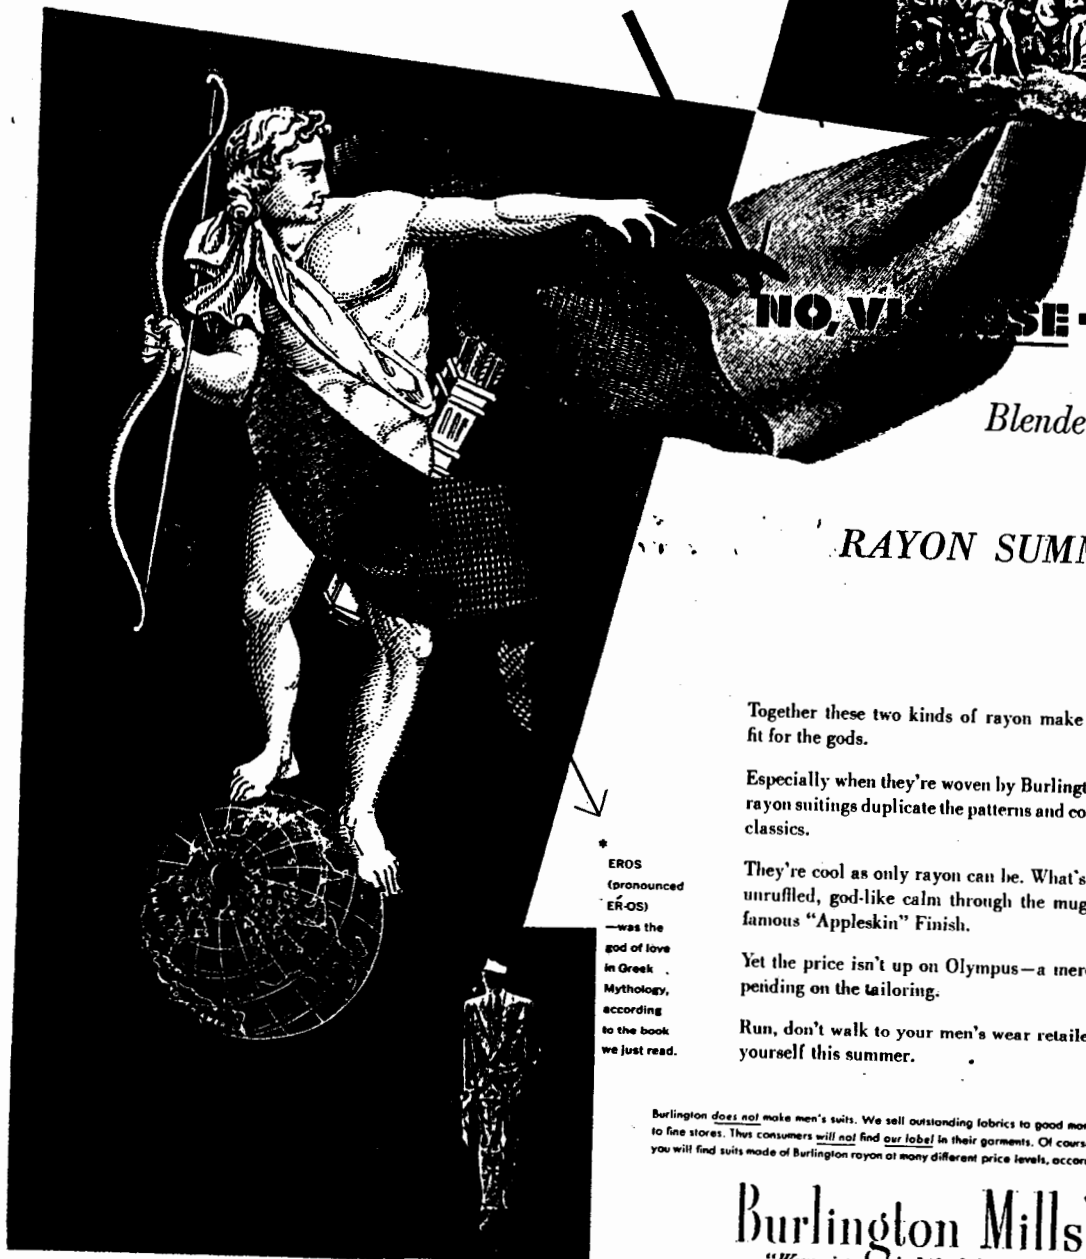 NO, VISCOSE-
Blende
RAYON SUMM
Together these two kinds of rayon make
fit for the gods.
Especially when they're woven by Burlingt
rayon suitings duplicate the patterns and co
classics.
They're cool as only rayon can be. What's
unruffled, god-like calm through the mug
famous "Appleskin" Finish.
Yet the price isn't up on Olympus—a mer
pending on the tailoring.
Run, don't walk to your men's wear retaile
yourself this summer.
*
EROS
(pronounced
ER-OS)
—was the
god of love
in Greek
Mythology,
according
to the book
we just read.
Burlington does not make men's suits. We sell outstanding fabrics to good mar
to fine stores. Thus consumers will not find our label in their garments. Of cours
you will find suits made of Burlington rayon at many different price levels, accor
Burlington Mills